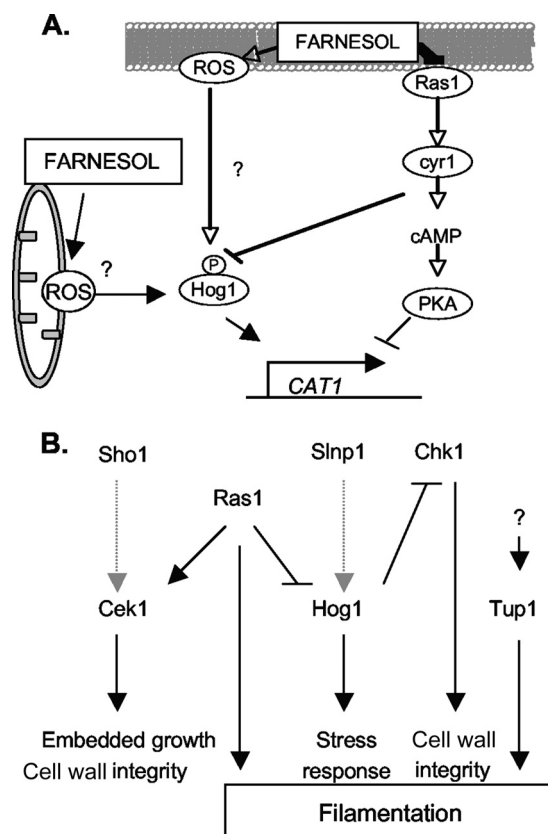 A.
FARNESOL
ROS
Ras1
FARNESOL
?
cyr1
cAMP
?
P
ROS
Hog1
PKA
CAT1
B.
Sho1
Slnp1
Chk1
Ras1
?
Cek1
Hog1
Tup1
Embedded growth
Cell wall integrity
Stress
response
Cell wall
integrity
Filamentation